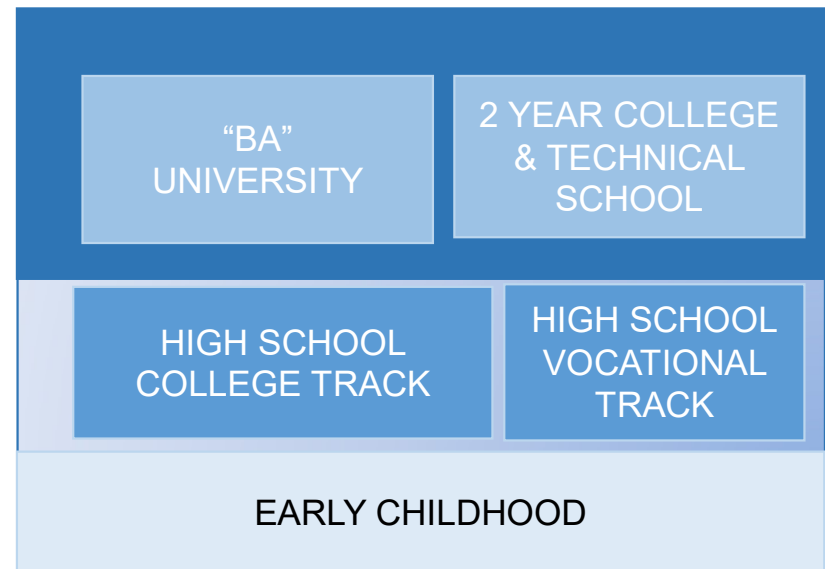 “BA”
UNIVERSITY
2 YEAR COLLEGE
& TECHNICAL
SCHOOL
HIGH SCHOOL
COLLEGE TRACK
HIGH SCHOOL
VOCATIONAL
TRACK
EARLY CHILDHOOD